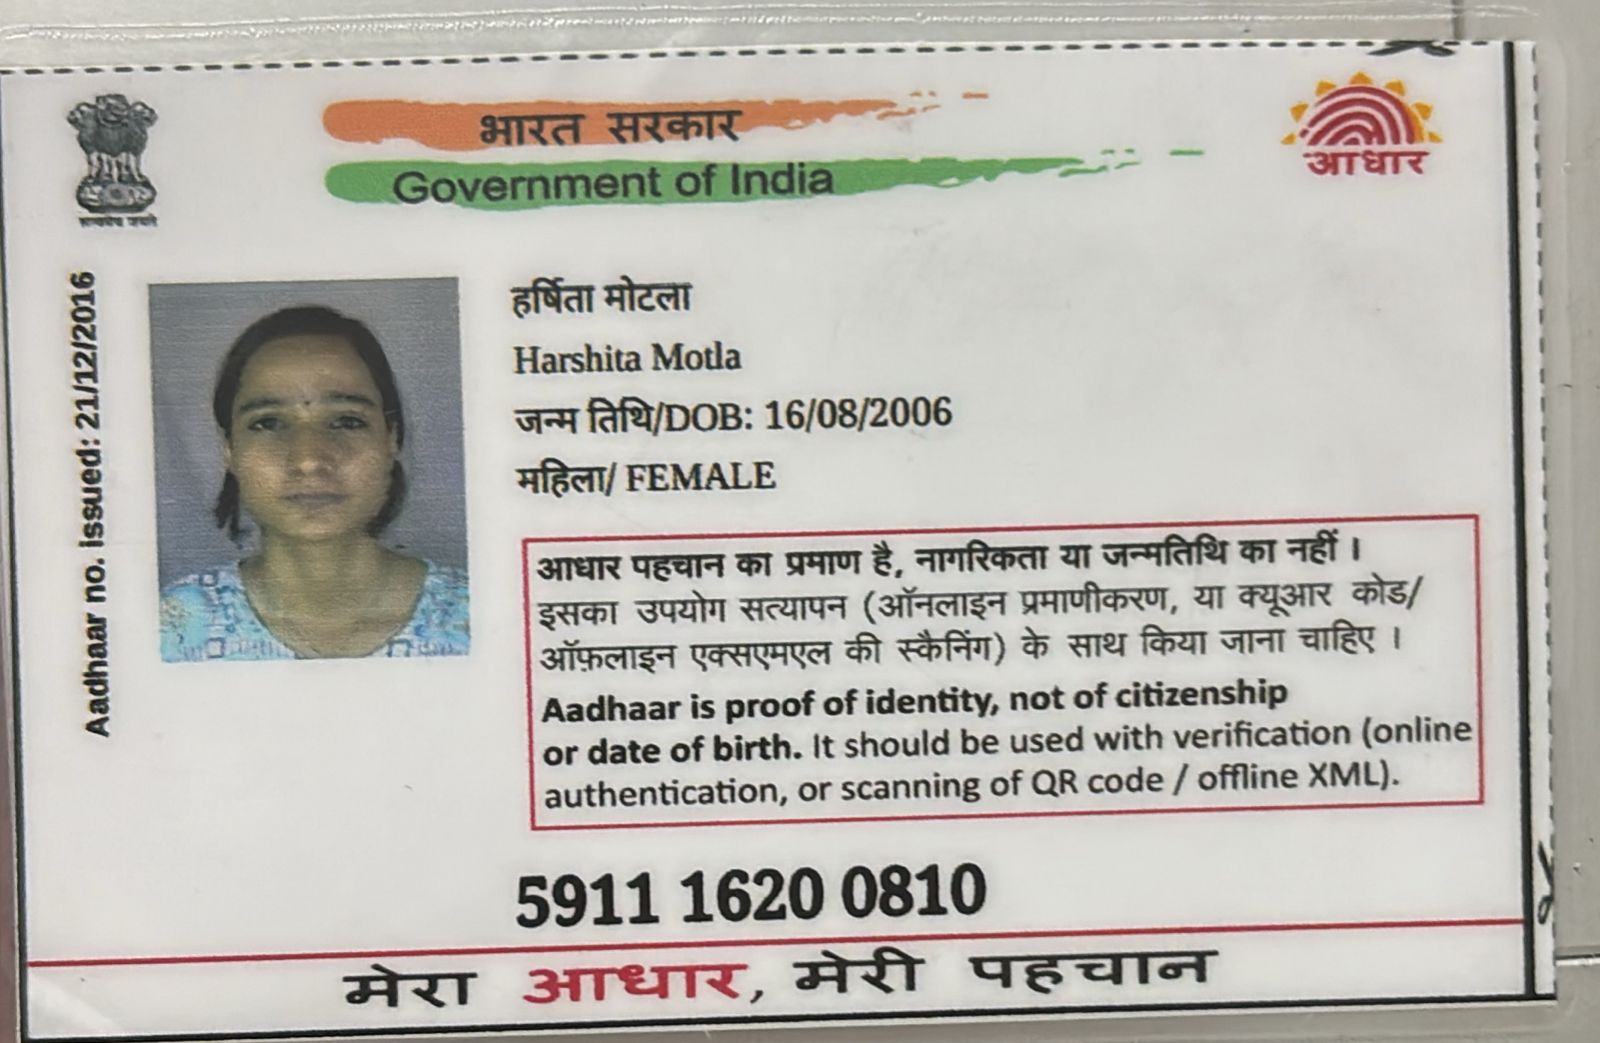 भारत सरकार
Government of India
आधार
सत्यमेव जयते
Aadhaar no. issued: 21/12/2016
हर्षिता मोटला
Harshita Motla
जन्म तिथि/DOB: 16/08/2006
महिला/ FEMALE
आधार पहचान का प्रमाण है, नागरिकता या जन्मतिथि का नहीं ।
इसका उपयोग सत्यापन (ऑनलाइन प्रमाणीकरण, या क्यूआर कोड/
ऑफ़लाइन एक्सएमएल की स्कैनिंग) के साथ किया जाना चाहिए ।
Aadhaar is proof of identity, not of citizenship
or date of birth. It should be used with verification (online
authentication, or scanning of QR code / offline XML).
5911 1620 0810
मेरा आधार, मेरी पहचान